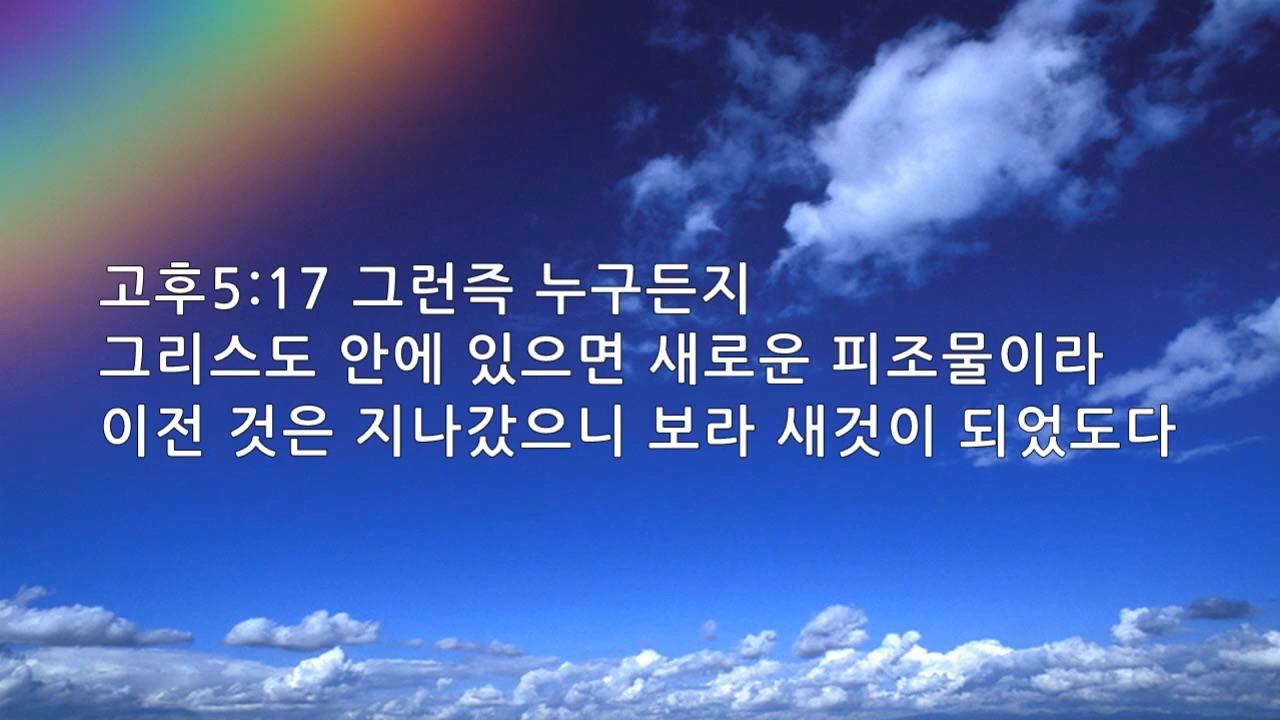 고후5:17 그런즉 누구든지
그리스도 안에 있으면 새로운 피조물이라
이전 것은 지나갔으니 보라 새것이 되었도다